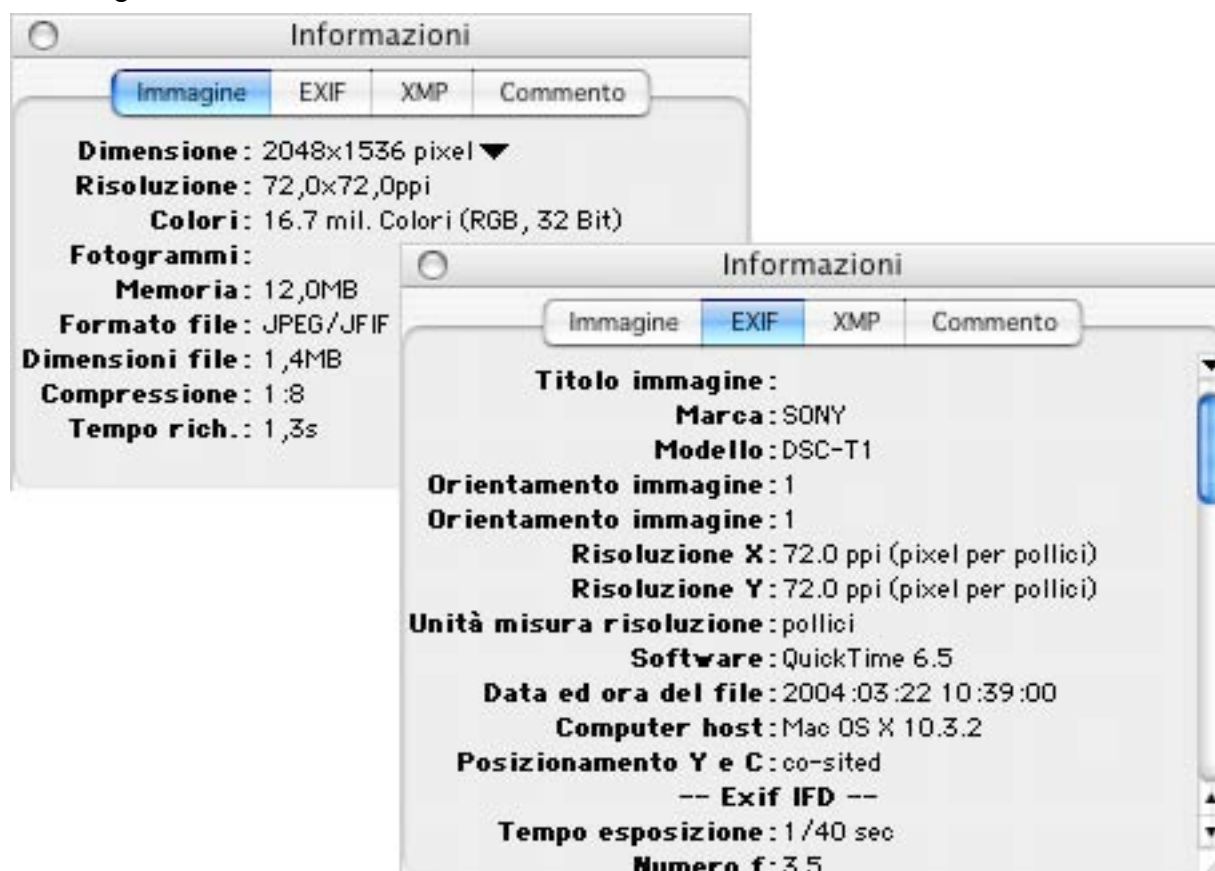 Informazioni
Immagine EXIF XMP Commento
Dimensione: 2048x1536 pixel
Risoluzione: 72,0x72,0ppi
Colori: 16.7 mil. Colori (RGB, 32 Bit)
Fotogrammi:
Memoria: 12,0MB
Formato file: JPEG/JFIF
Dimensioni file: 1,4MB
Compressione: 1:8
Tempo rich.: 1,3s
Informazioni
Immagine EXIF XMP Commento
Titolo immagine:
Marca: SONY
Modello: DSC-T1
Orientamento immagine: 1
Orientamento immagine: 1
Risoluzione X: 72.0 ppi (pixel per pollici)
Risoluzione Y: 72.0 ppi (pixel per pollici)
Unità misura risoluzione: pollici
Software: QuickTime 6.5
Data ed ora del file: 2004:03:22 10:39:00
Computer host: Mac OS X 10.3.2
Posizionamento Y e C: co-sited
-- Exif IFD --
Tempo esposizione: 1/40 sec
Numero f: 3.5